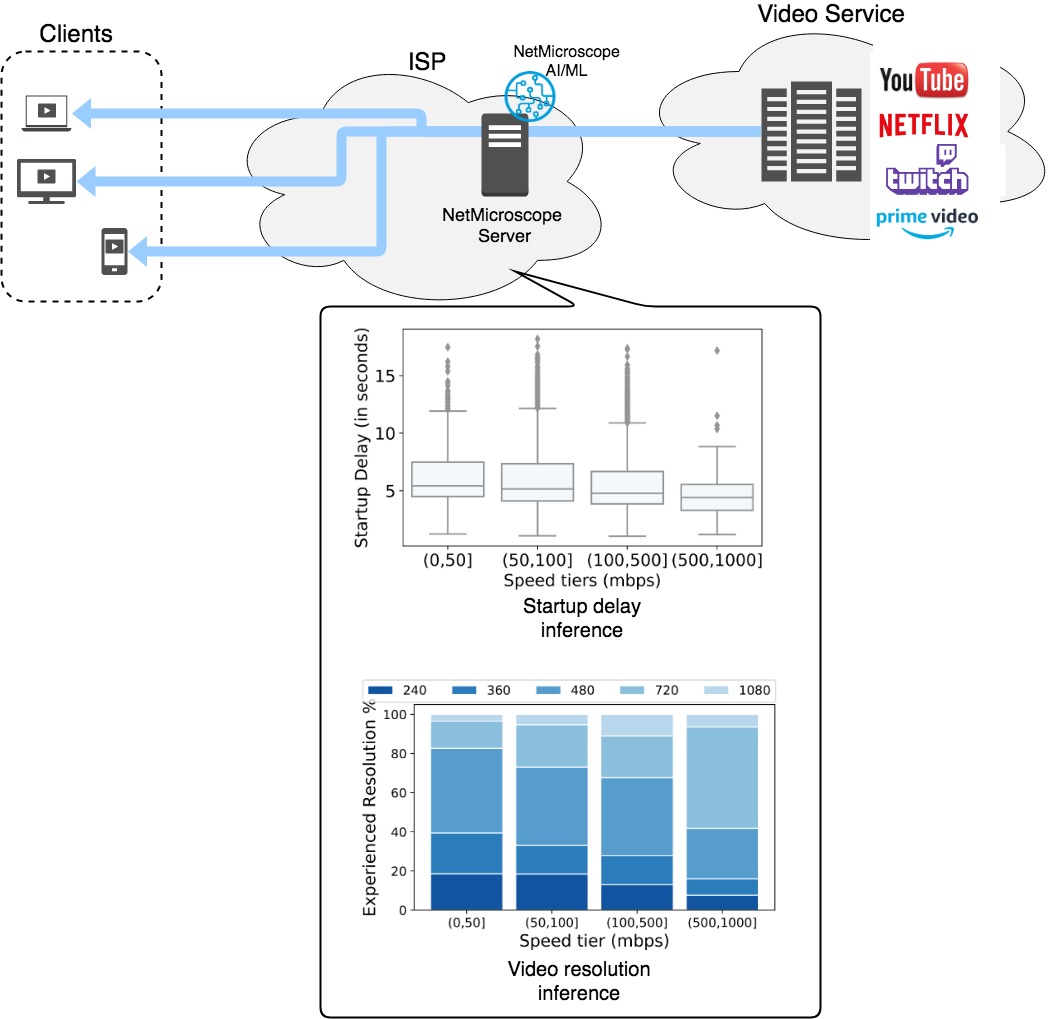 Clients
ISP
NetMicroscope
AI/ML
Video Service
YouTube
NETFLIX
twitch
prime video
NetMicroscope
Server
Startup Delay (in seconds)
15
10
5
(0,50] (50,100] (100,500] (500,1000]
Speed tiers (mbps)
Startup delay
inference
240 360 480 720 1080
Experienced Resolution %
100
80
60
40
20
0
(0,50] (50,100] (100,500] (500,1000]
Speed tier (mbps)
Video resolution
inference